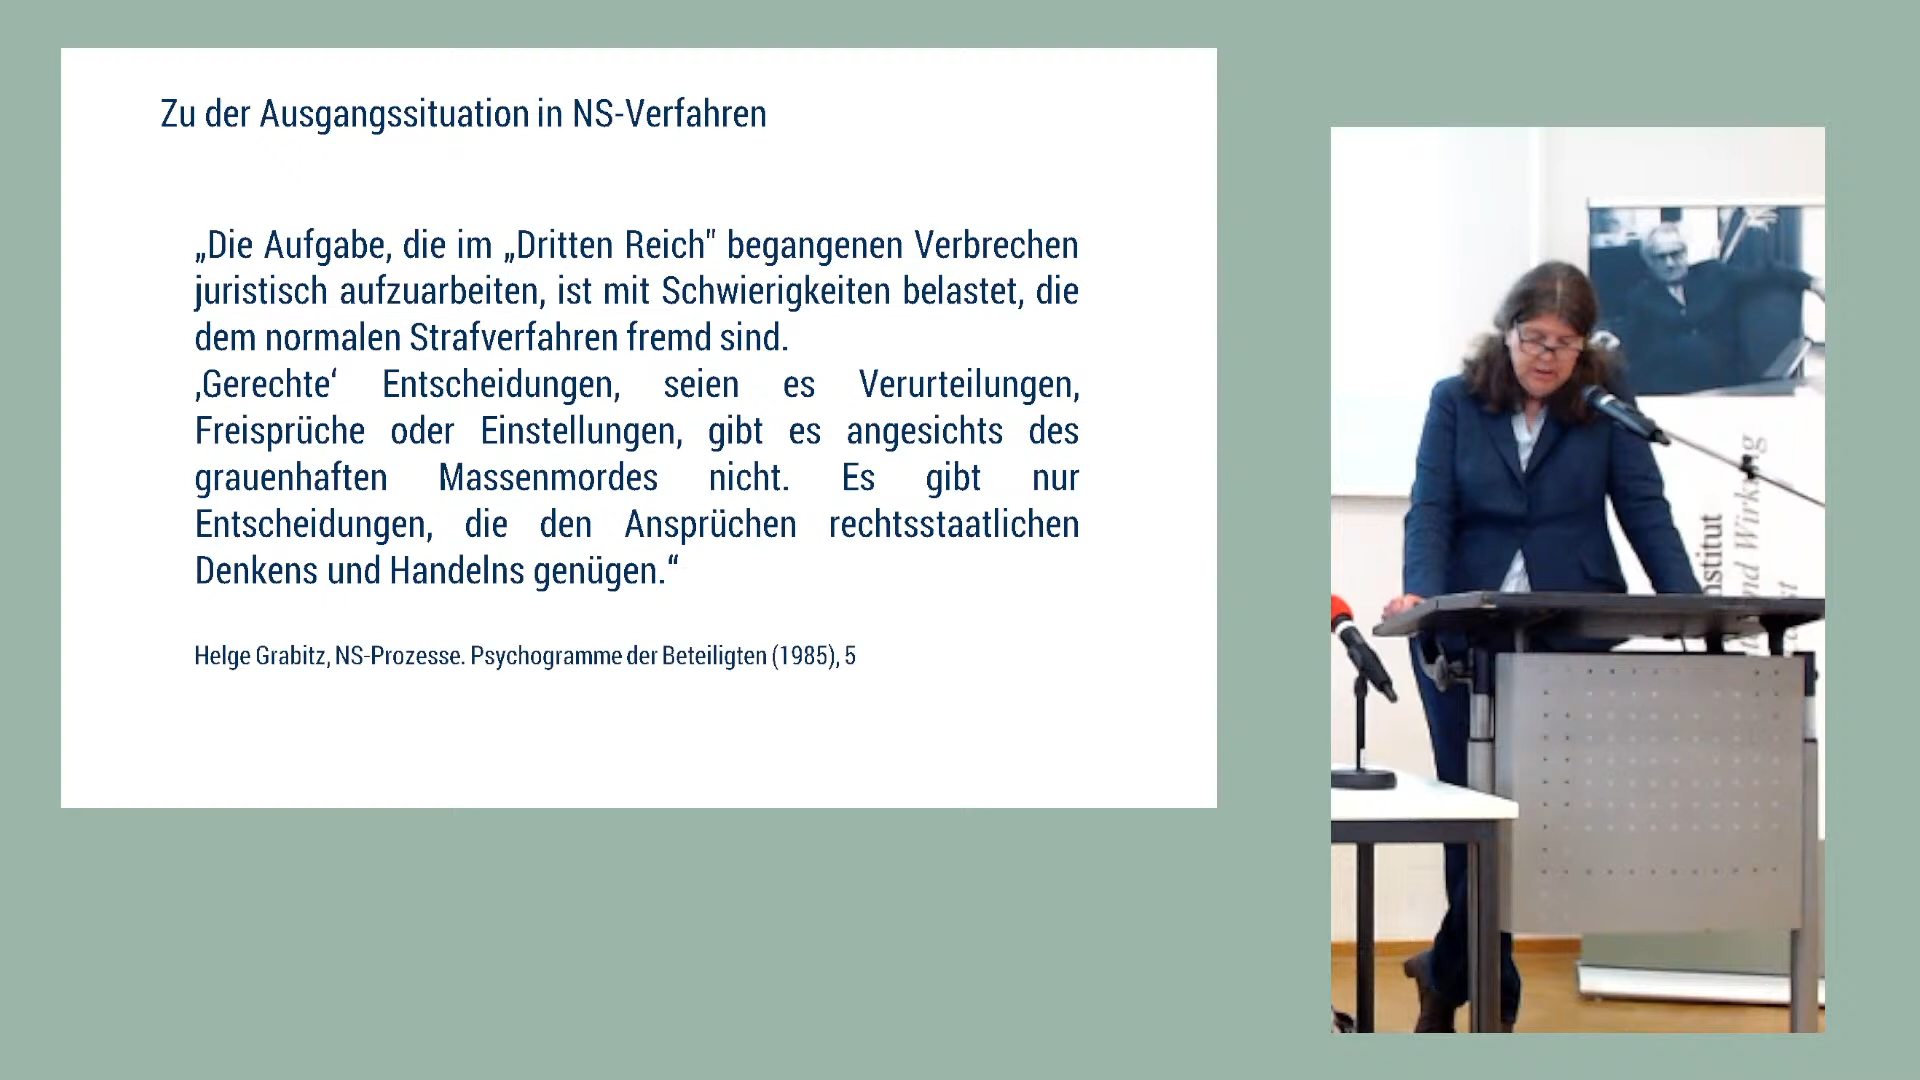 Zu der Ausgangssituation in NS-Verfahren
„Die Aufgabe, die im „Dritten Reich" begangenen Verbrechen
juristisch aufzuarbeiten, ist mit Schwierigkeiten belastet, die
dem normalen Strafverfahren fremd sind.
‚Gerechte‘ Entscheidungen, seien es Verurteilungen,
Freisprüche oder Einstellungen, gibt es angesichts des
grauenhaften Massenmordes nicht. Es gibt nur
Entscheidungen, die den Ansprüchen rechtsstaatlichen
Denkens und Handelns genügen.“
Helge Grabitz, NS-Prozesse. Psychogramme der Beteiligten (1985), 5
nstitut
nd Wirkung